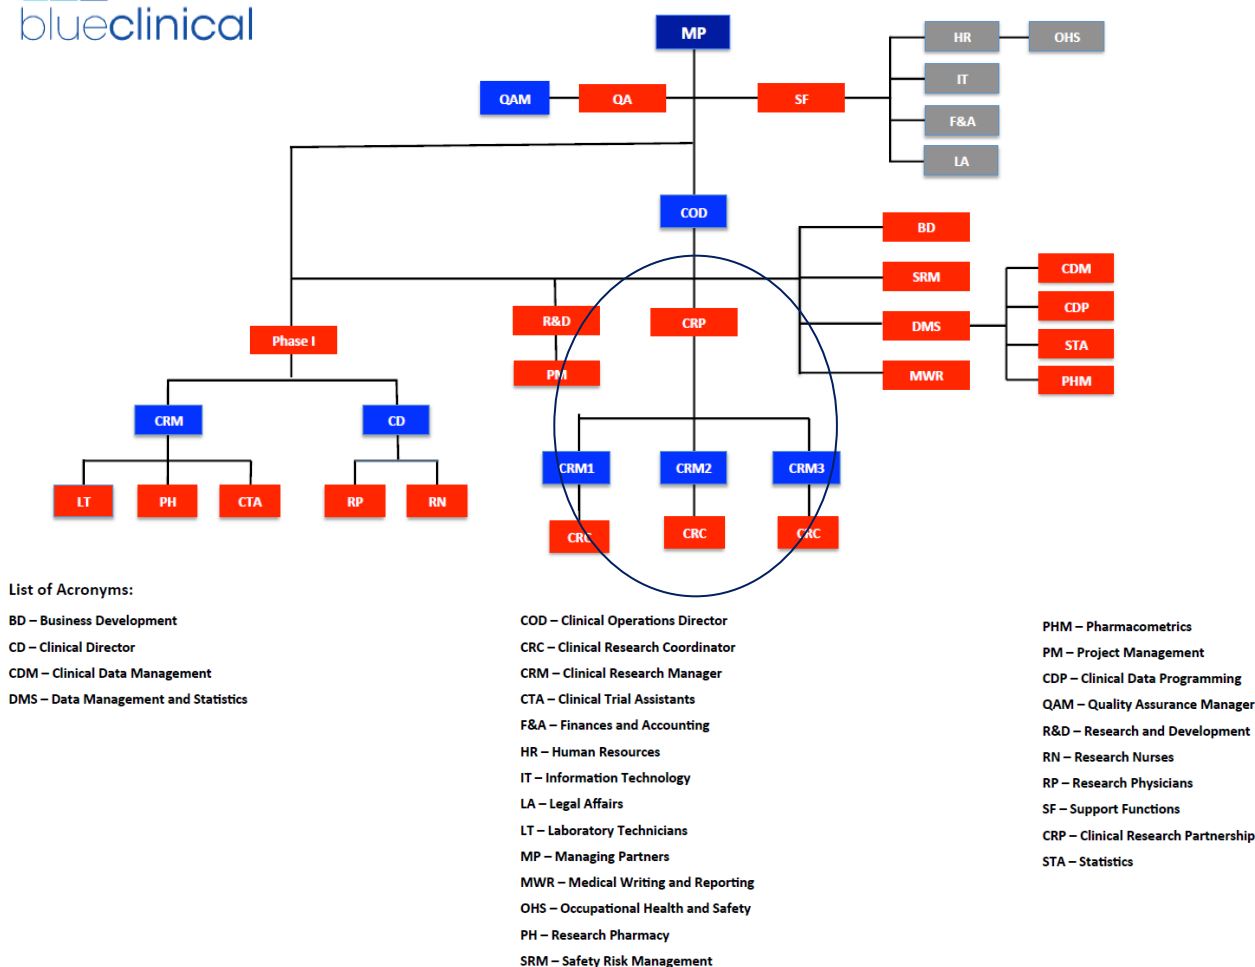 blueclinical
MP
HR
OHS
IT
QAM
QA
SF
F&A
LA
COD
BD
SRM
CDM
R&D
CRP
DMS
CDP
Phase I
STA
PM
MWR
PHM
CRM
CD
CRM1
CRM2
CRM3
LT
PH
CTA
RP
RN
CRC
CRC
CRC
List of Acronyms:
BD – Business Development
CD – Clinical Director
CDM – Clinical Data Management
DMS – Data Management and Statistics
COD – Clinical Operations Director
CRC – Clinical Research Coordinator
CRM – Clinical Research Manager
CTA – Clinical Trial Assistants
F&A – Finances and Accounting
HR – Human Resources
IT – Information Technology
LA – Legal Affairs
LT – Laboratory Technicians
MP – Managing Partners
MWR – Medical Writing and Reporting
OHS – Occupational Health and Safety
PH – Research Pharmacy
SRM – Safety Risk Management
PHM – Pharmacometrics
PM – Project Management
CDP – Clinical Data Programming
QAM – Quality Assurance Manager
R&D – Research and Development
RN – Research Nurses
RP – Research Physicians
SF – Support Functions
CRP – Clinical Research Partnership
STA – Statistics